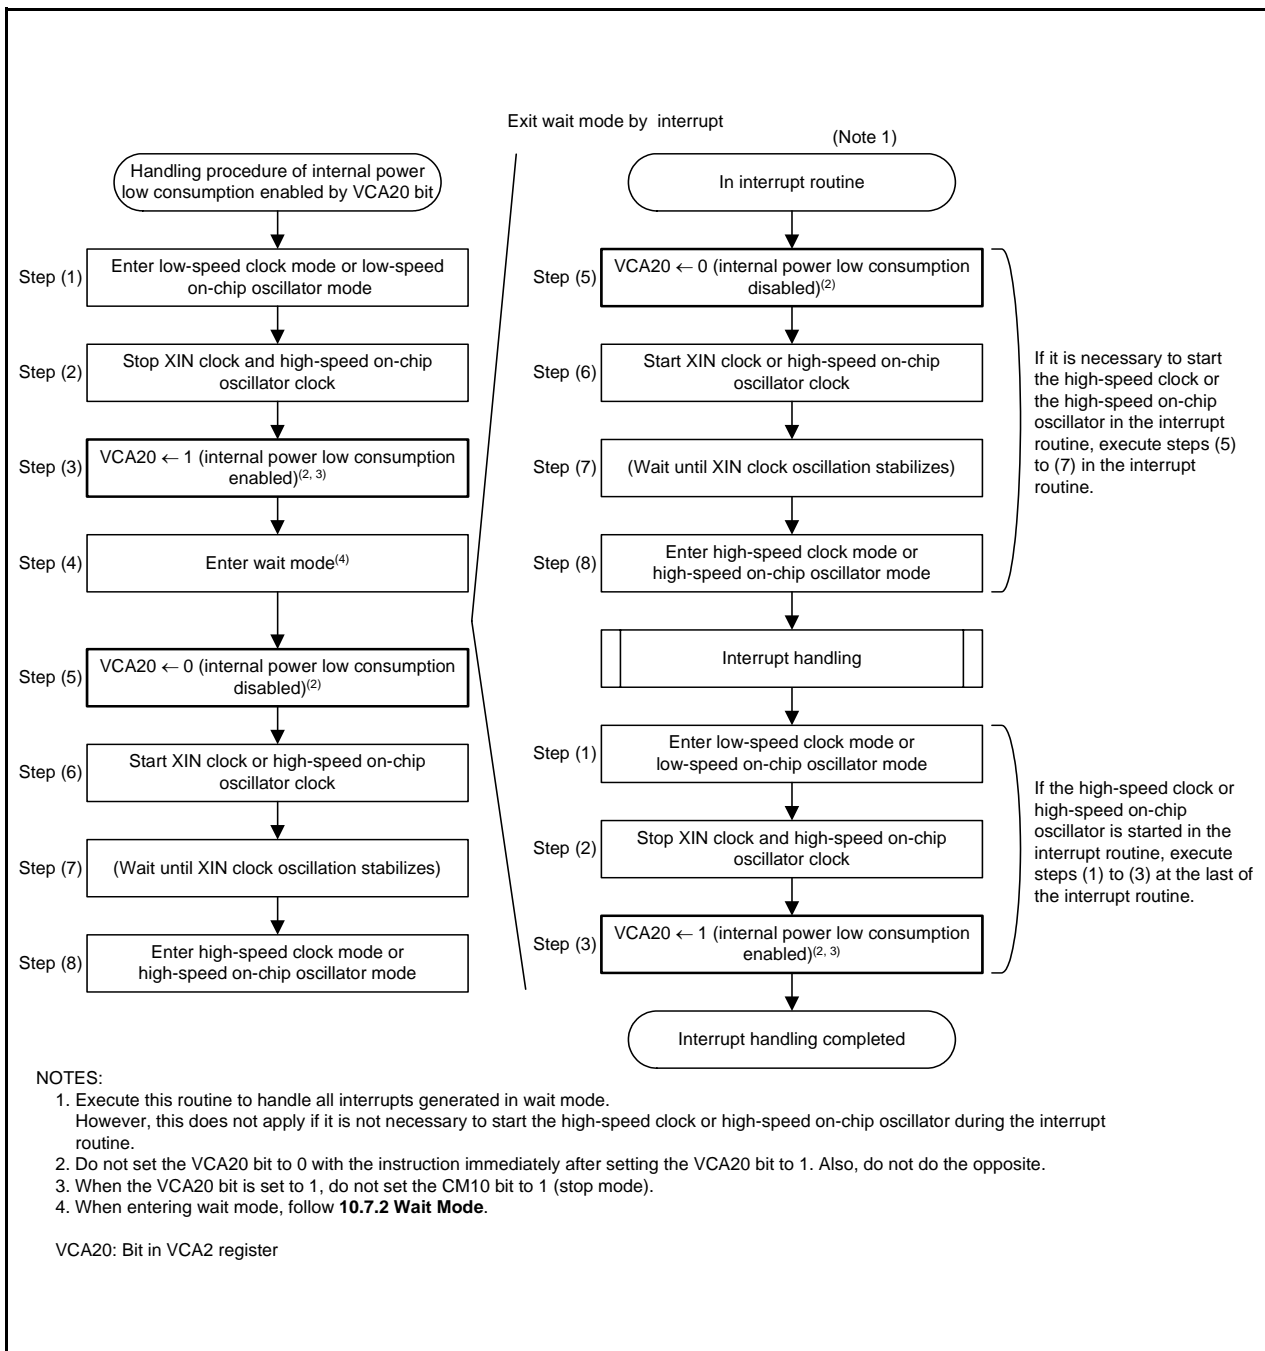 Exit wait mode by interrupt
(Note 1)
Handling procedure of internal power
low consumption enabled by VCA20 bit
Step (1)
Enter low-speed clock mode or low-speed
on-chip oscillator mode
Step (2)
Stop XIN clock and high-speed on-chip
oscillator clock
Step (3)
VCA20 ← 1 (internal power low consumption
enabled)(2, 3)
Step (4)
Enter wait mode(4)
Step (5)
VCA20 ← 0 (internal power low consumption
disabled)(2)
Step (6)
Start XIN clock or high-speed on-chip
oscillator clock
Step (7)
(Wait until XIN clock oscillation stabilizes)
Step (8)
Enter high-speed clock mode or
high-speed on-chip oscillator mode
In interrupt routine
Step (5)
VCA20 ← 0 (internal power low consumption
disabled)(2)
Step (6)
Start XIN clock or high-speed on-chip
oscillator clock
Step (7)
(Wait until XIN clock oscillation stabilizes)
Step (8)
Enter high-speed clock mode or
high-speed on-chip oscillator mode
If it is necessary to start
the high-speed clock or
the high-speed on-chip
oscillator in the interrupt
routine, execute steps (5)
to (7) in the interrupt
routine.
Interrupt handling
Step (1)
Enter low-speed clock mode or
low-speed on-chip oscillator mode
Step (2)
Stop XIN clock and high-speed on-chip
oscillator clock
Step (3)
VCA20 ← 1 (internal power low consumption
enabled)(2, 3)
If the high-speed clock or
high-speed on-chip
oscillator is started in the
interrupt routine, execute
steps (1) to (3) at the last of
the interrupt routine.
Interrupt handling completed
NOTES:
1. Execute this routine to handle all interrupts generated in wait mode.
However, this does not apply if it is not necessary to start the high-speed clock or high-speed on-chip oscillator during the interrupt
routine.
2. Do not set the VCA20 bit to 0 with the instruction immediately after setting the VCA20 bit to 1. Also, do not do the opposite.
3. When the VCA20 bit is set to 1, do not set the CM10 bit to 1 (stop mode).
4. When entering wait mode, follow 10.7.2 Wait Mode.
VCA20: Bit in VCA2 register